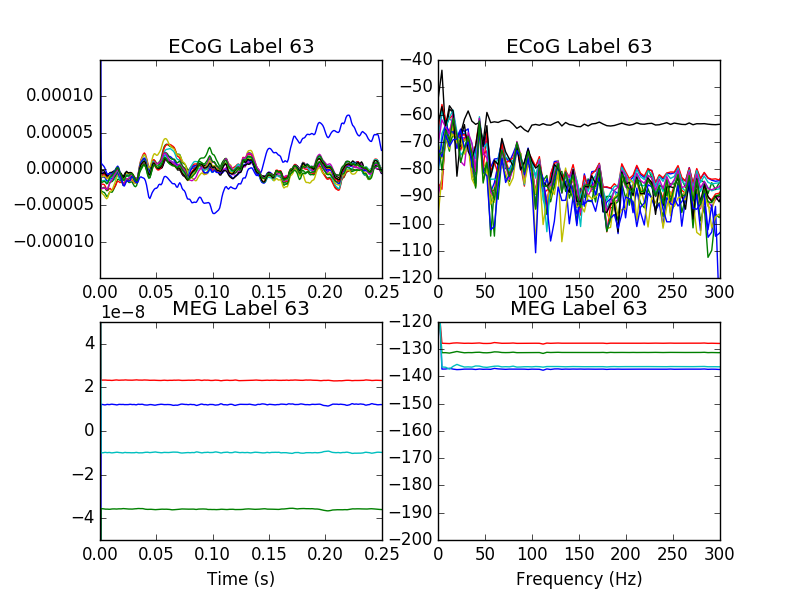 ECoG Label 63
0.00010
0.00005
0.00000
−0.00005
−0.00010
0.00 0.05 0.10 0.15 0.20 0.25
ECoG Label 63
−40
−50
−60
−70
−80
−90
−100
−110
−120
0 50 100 150 200 250 300
MEG Label 63
1e−8
4
2
0
−2
−4
0.00 0.05 0.10 0.15 0.20 0.25
Time (s)
MEG Label 63
−120
−130
−140
−150
−160
−170
−180
−190
−200
0 50 100 150 200 250 300
Frequency (Hz)